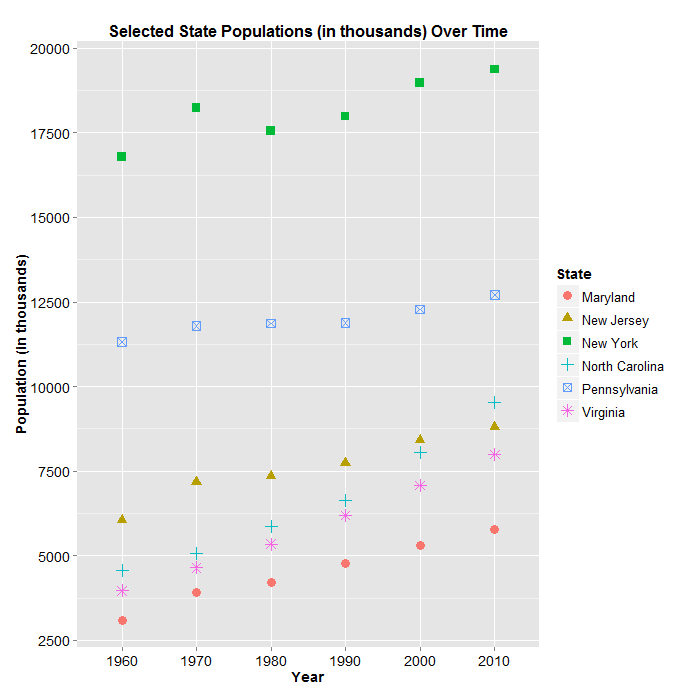 Selected State Populations (in thousands) Over Time
Population (in thousands)
20000
17500
15000
12500
10000
7500
5000
2500
1960 1970 1980 1990 2000 2010
Year
State
Maryland
New Jersey
New York
North Carolina
Pennsylvania
Virginia